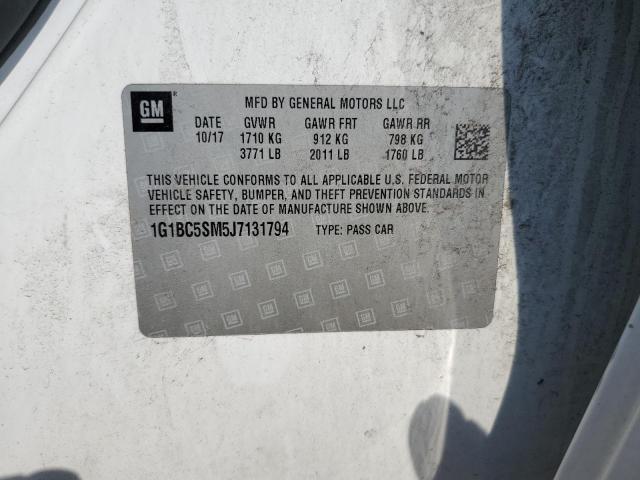 GM ®
MFD BY GENERAL MOTORS LLC
DATE GVWR GAWR FRT GAWR RR
10/17 1710 KG 912 KG 798 KG
3771 LB 2011 LB 1760 LB
THIS VEHICLE CONFORMS TO ALL APPLICABLE U.S. FEDERAL MOTOR
VEHICLE SAFETY, BUMPER, AND THEFT PREVENTION STANDARDS IN
EFFECT ON THE DATE OF MANUFACTURE SHOWN ABOVE.
1G1BC5SM5J7131794 TYPE: PASS CAR